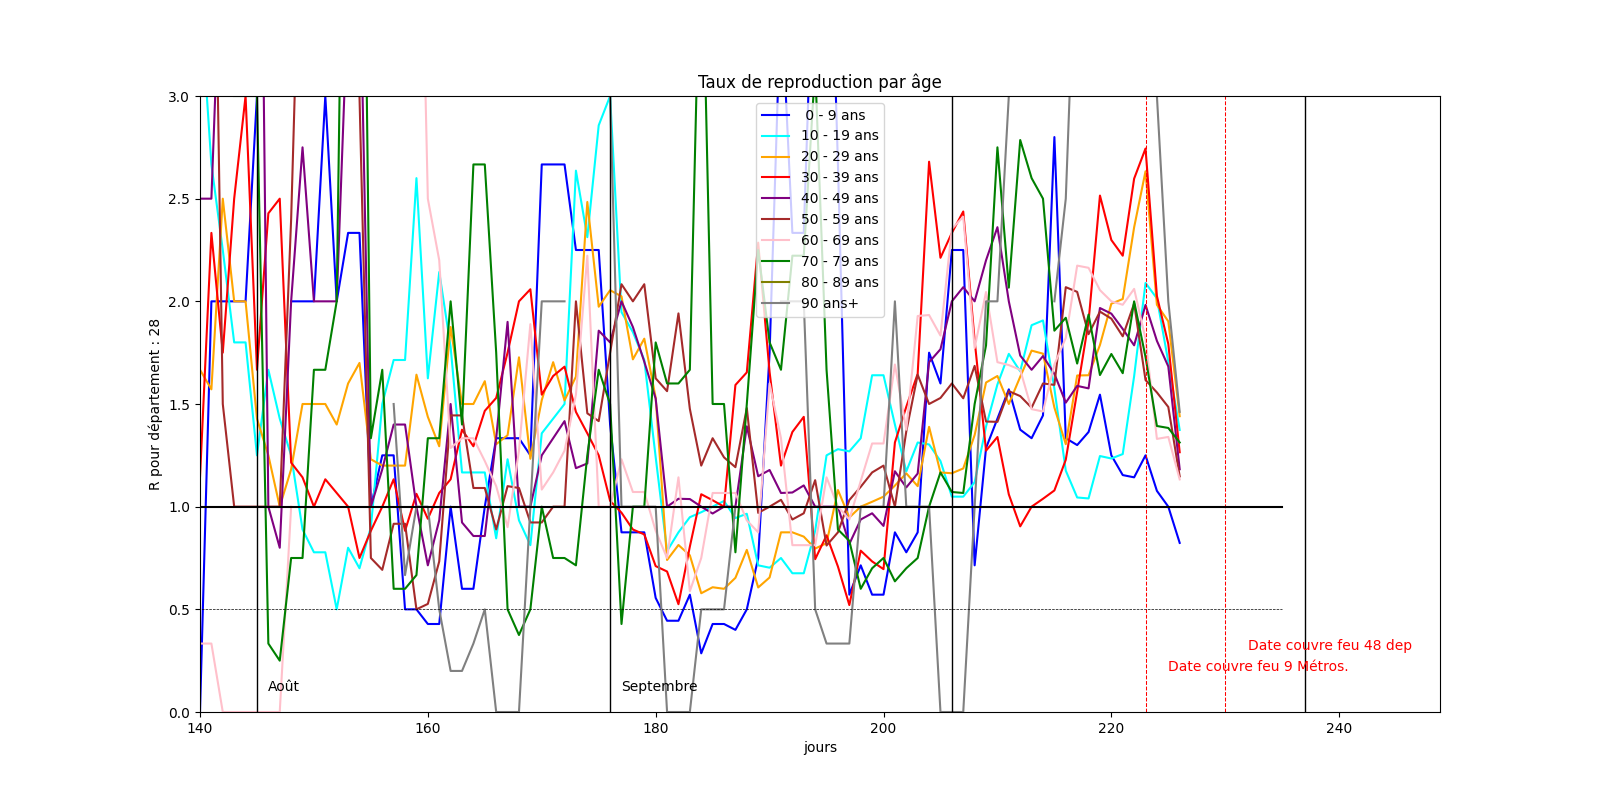 Taux de reproduction par âge
3.0
2.5
2.0
1.5
1.0
0.5
0.0
R pour département : 28
0 - 9 ans
10 - 19 ans
20 - 29 ans
30 - 39 ans
40 - 49 ans
50 - 59 ans
60 - 69 ans
70 - 79 ans
80 - 89 ans
90 ans+
Date couvre feu 48 dep
Date couvre feu 9 Métros.
Août
Septembre
140
160
180
200
220
240
jours